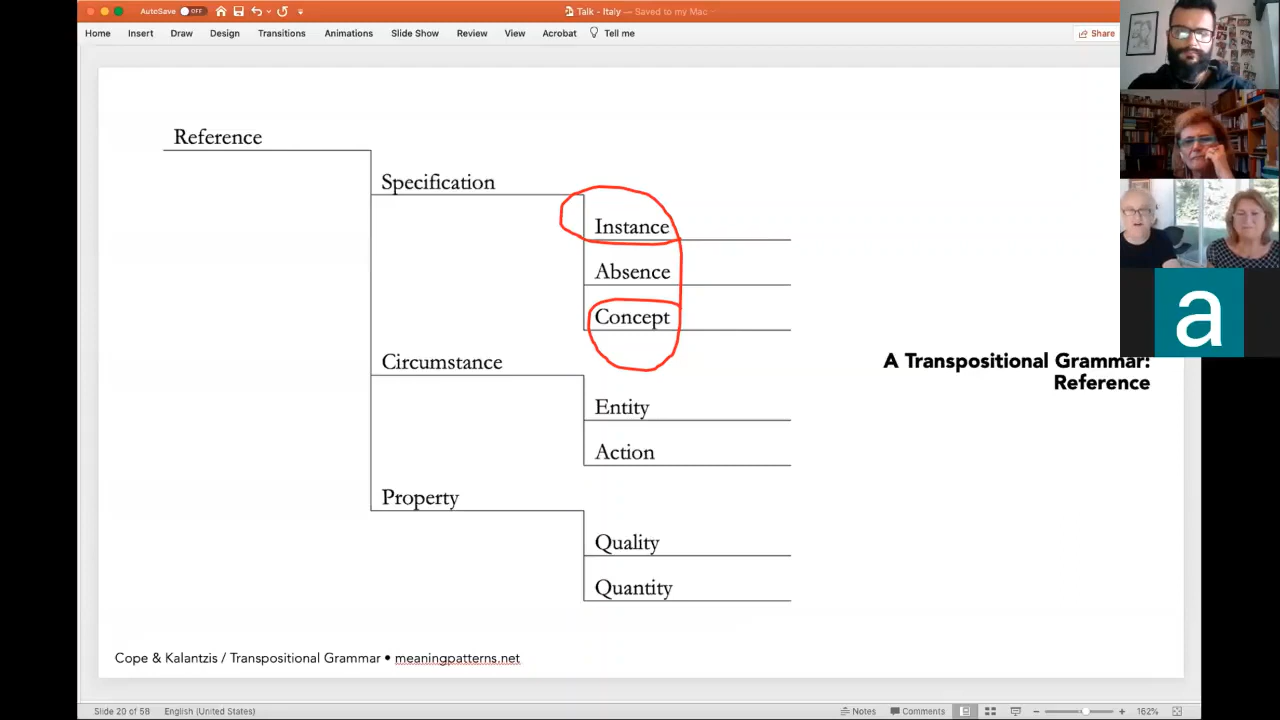 AutoSave OFF
Talk - Italy — Saved to my Mac
Home Insert Draw Design Transitions Animations Slide Show Review View Acrobat Tell me Share
Reference
Specification
Instance
Absence
Concept
Circumstance
Entity
Action
Property
Quality
Quantity
A Transpositional Grammar:
Reference
Cope & Kalantzis / Transpositional Grammar • meaningpatterns.net
Slide 20 of 58 English (United States) Notes Comments 162%
a